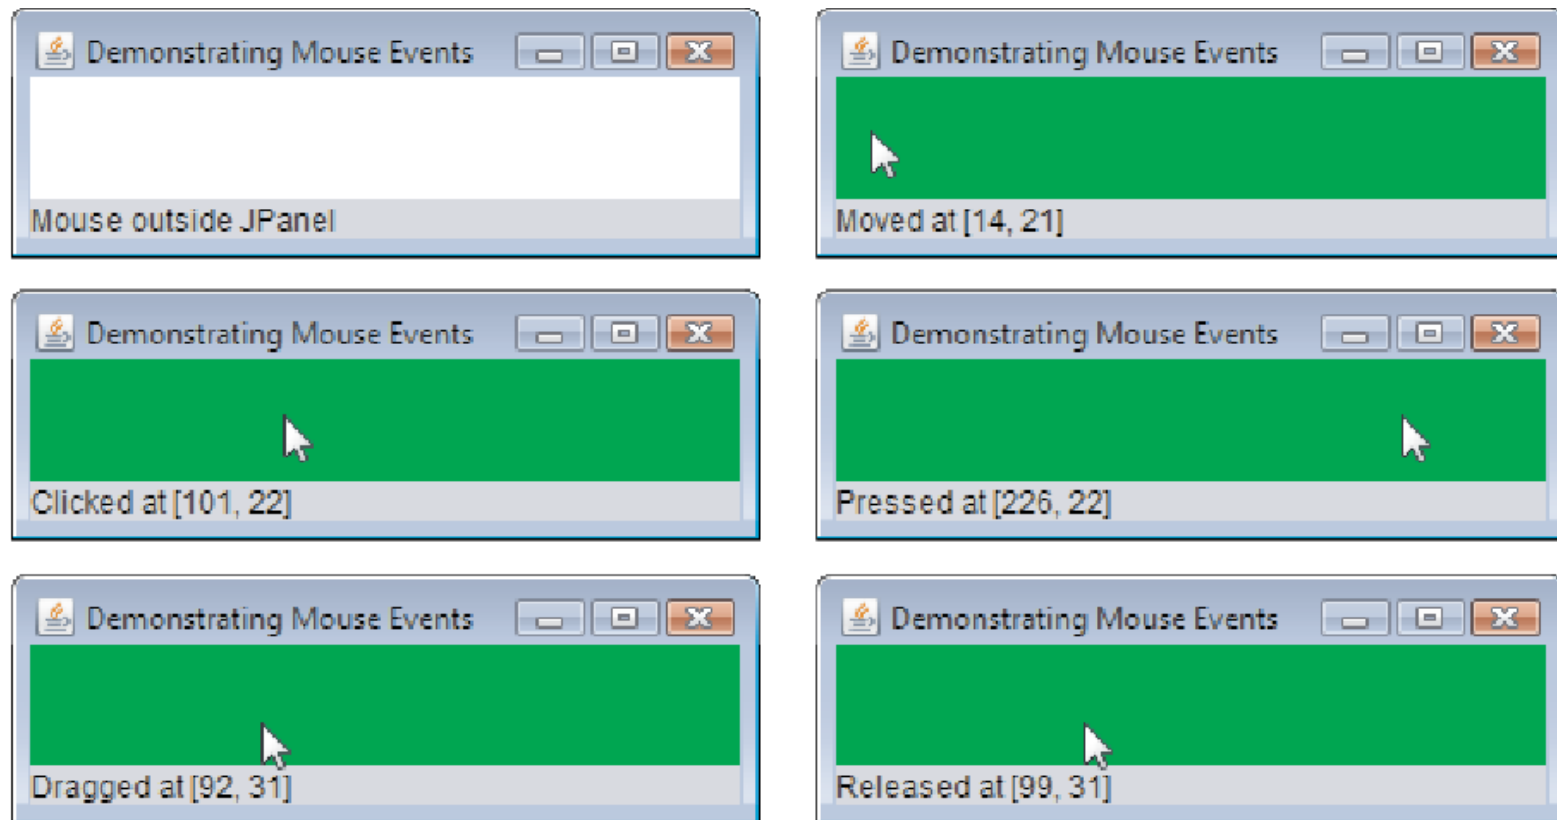 Demonstrating Mouse Events
Mouse outside JPanel
Demonstrating Mouse Events
Moved at [14, 21]
Demonstrating Mouse Events
Clicked at [101, 22]
Demonstrating Mouse Events
Pressed at [226, 22]
Demonstrating Mouse Events
Dragged at [92, 31]
Demonstrating Mouse Events
Released at [99, 31]